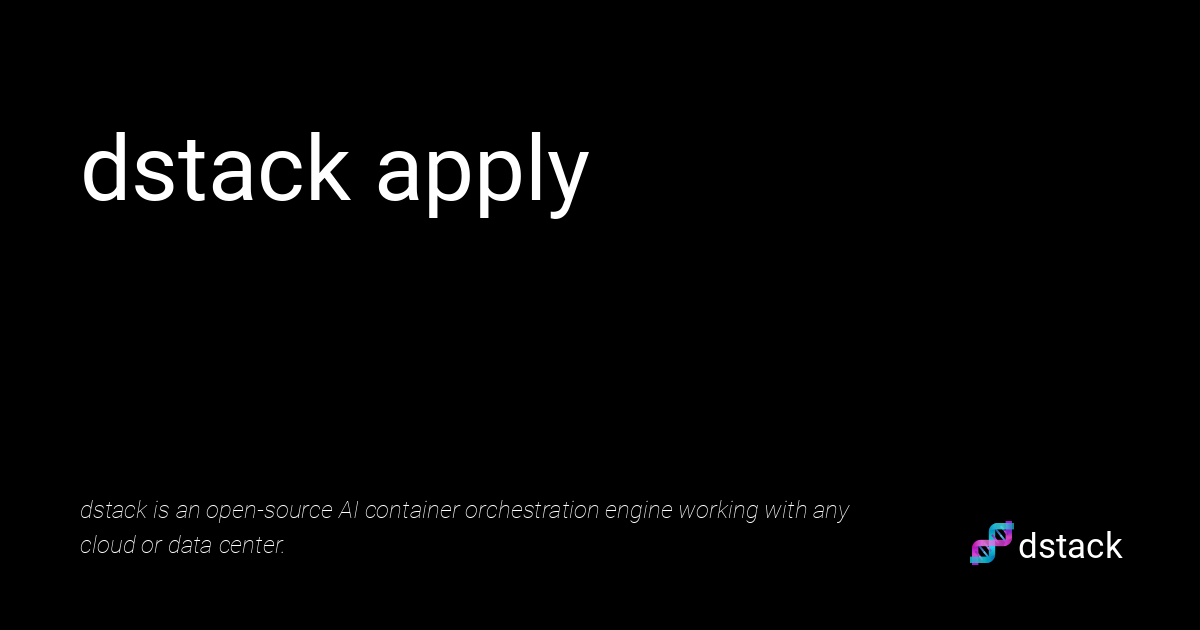 dstack apply
dstack is an open-source AI container orchestration engine working with any
cloud or data center.
dstack